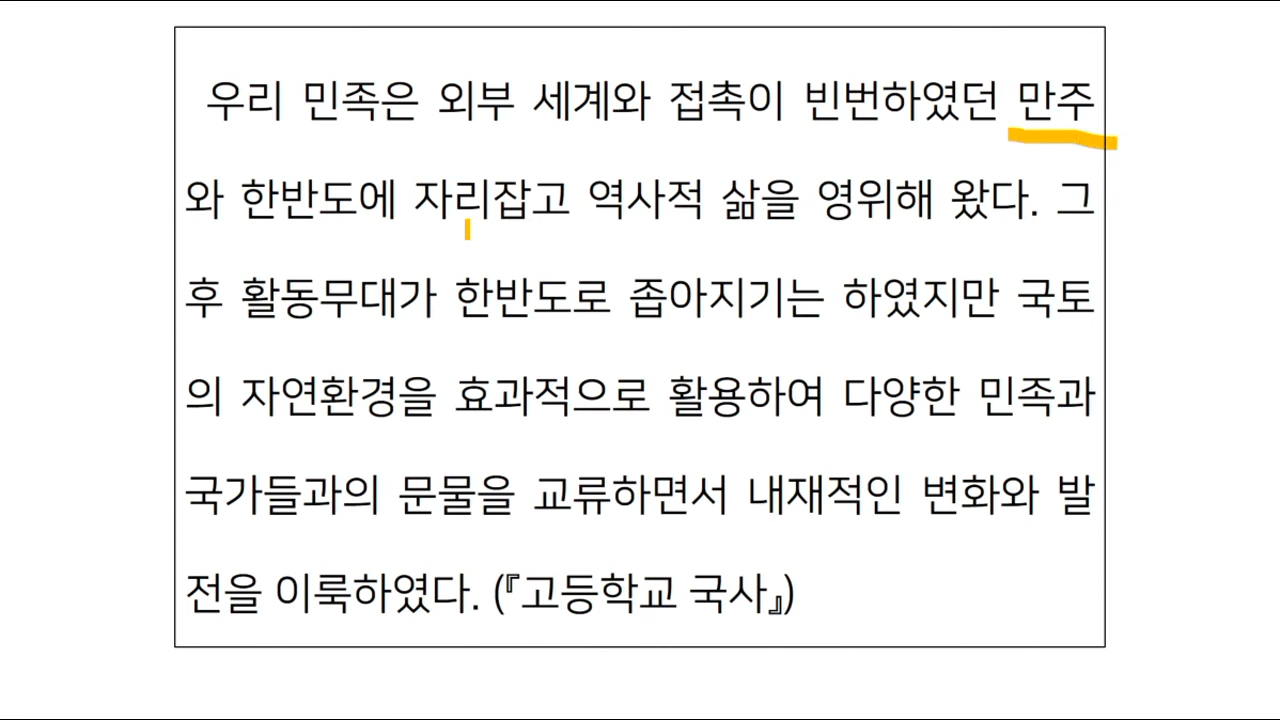 우리 민족은 외부 세계와 접촉이 빈번하였던 만주
와 한반도에 자리잡고 역사적 삶을 영위해 왔다. 그
후 활동무대가 한반도로 좁아지기는 하였지만 국토
의 자연환경을 효과적으로 활용하여 다양한 민족과
국가들과의 문물을 교류하면서 내재적인 변화와 발
전을 이룩하였다. (『고등학교 국사』)